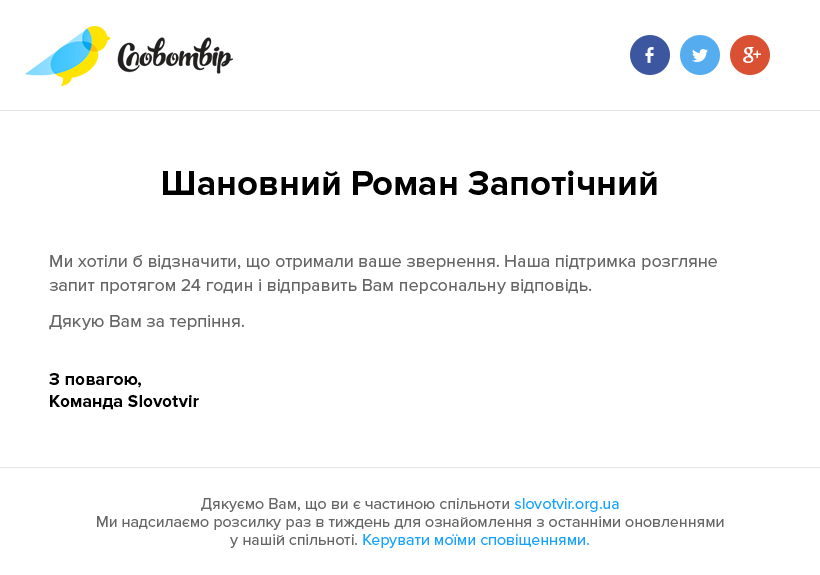 Словотвір
Шановний Роман Запотічний
Ми хотіли б відзначити, що отримали ваше звернення. Наша підтримка розгляне
запит протягом 24 годин і відправить Вам персональну відповідь.
Дякую Вам за терпіння.
З повагою,
Команда Slovotvir
Дякуємо Вам, що ви є частиною спільноти slovotvir.org.ua
Ми надсилаємо розсилку раз в тиждень для ознайомлення з останніми оновленнями
у нашій спільноті. Керувати моїми сповіщеннями.